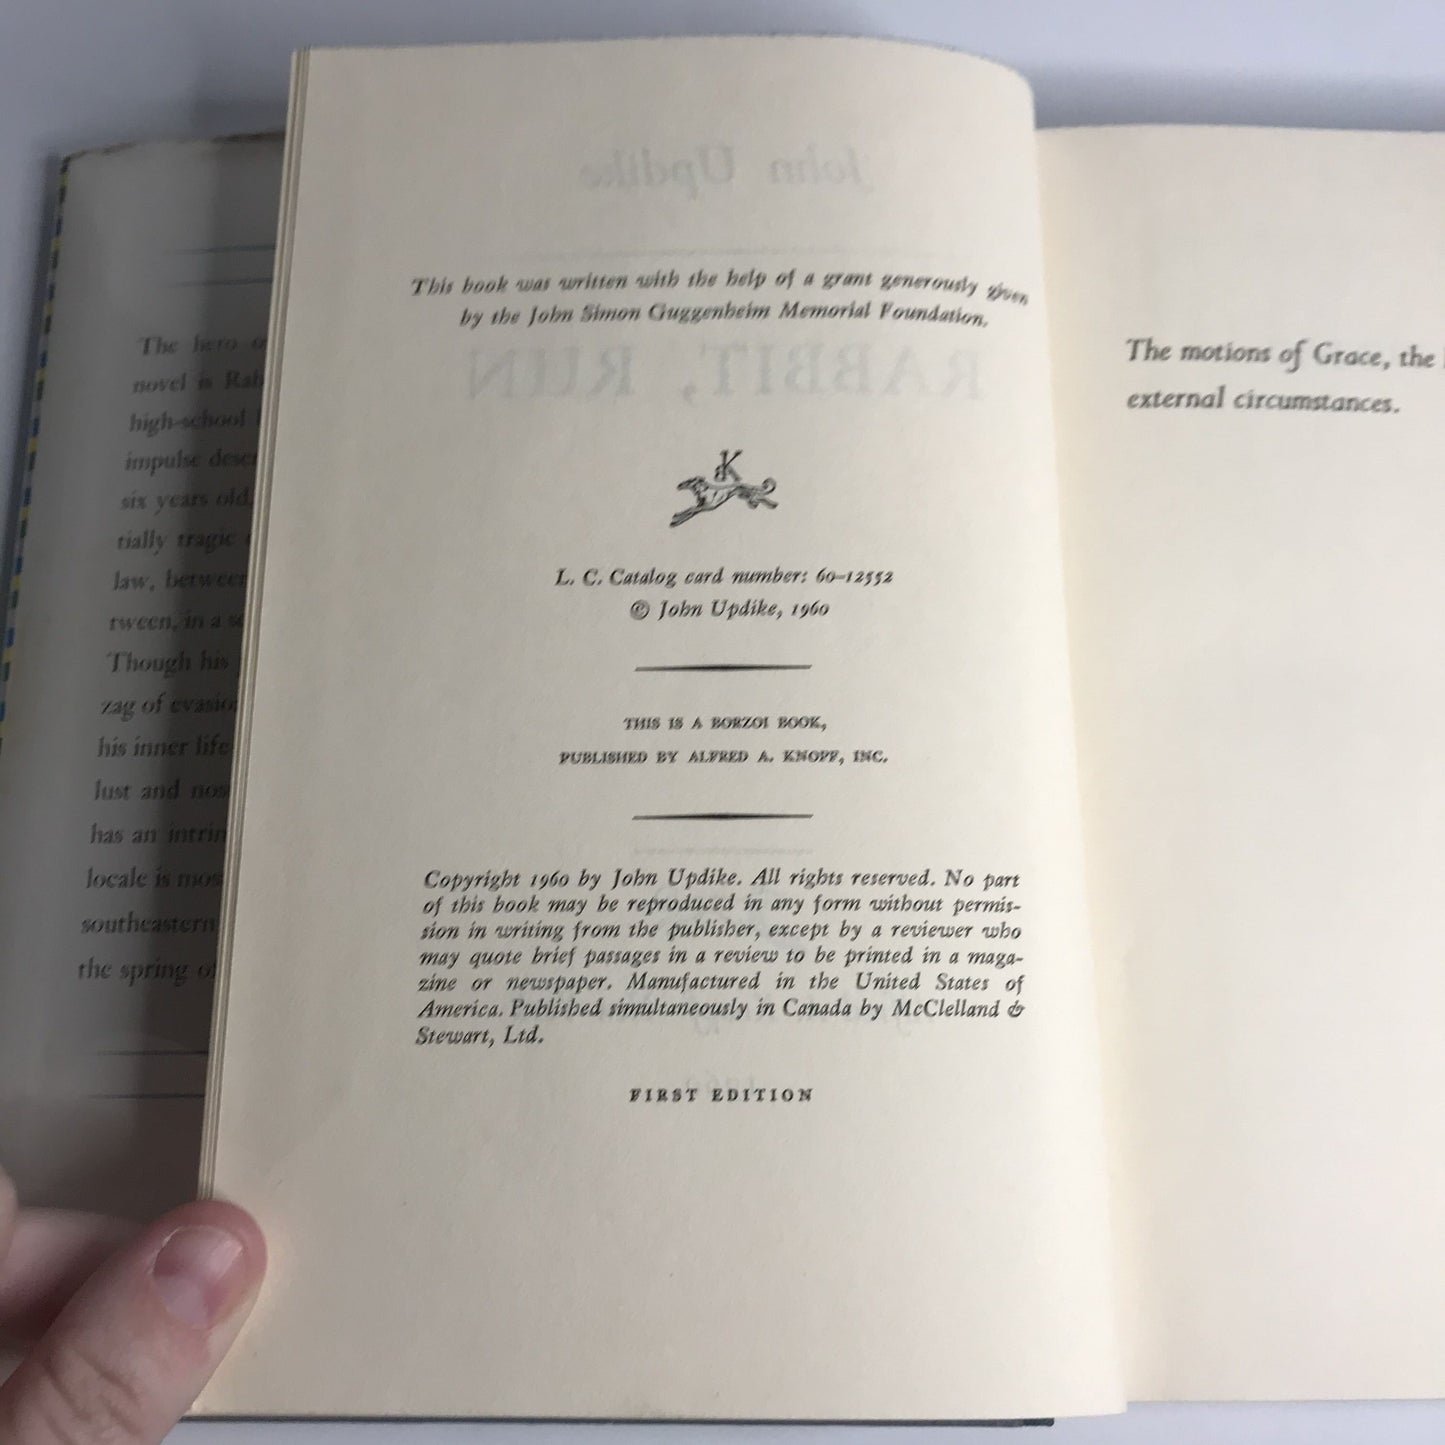 The hero
novel is
high-school
impulse
six years old,
tially tragic
law, between
tween, in a
Though his
zag of
his inner life
lust and
has an
locale is
southeastern
the spring of
John Updike
This book was written with the help of a grant generously given
by the John Simon Guggenheim Memorial Foundation.
RABBIT, RUN
K
L. C. Catalog card number: 60-12552
© John Updike, 1960
THIS IS A BORZOI BOOK,
PUBLISHED BY ALFRED A. KNOPF, INC.
Copyright 1960 by John Updike. All rights reserved. No part
of this book may be reproduced in any form without permis-
sion in writing from the publisher, except by a reviewer who
may quote brief passages in a review to be printed in a maga-
zine or newspaper. Manufactured in the United States of
America. Published simultaneously in Canada by McClelland &
Stewart, Ltd.
FIRST EDITION
The motions of Grace, the
external circumstances.